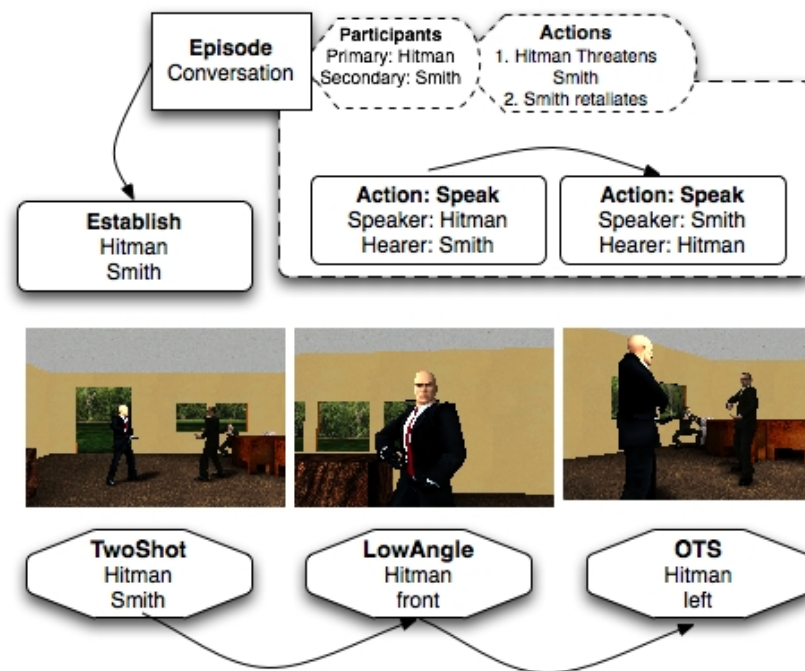 Episode
Conversation
Participants
Primary: Hitman
Secondary: Smith
Actions
1. Hitman Threatens
Smith
2. Smith retaliates
Establish
Hitman
Smith
Action: Speak
Speaker: Hitman
Hearer: Smith
Action: Speak
Speaker: Smith
Hearer: Hitman
TwoShot
Hitman
Smith
LowAngle
Hitman
front
OTS
Hitman
left